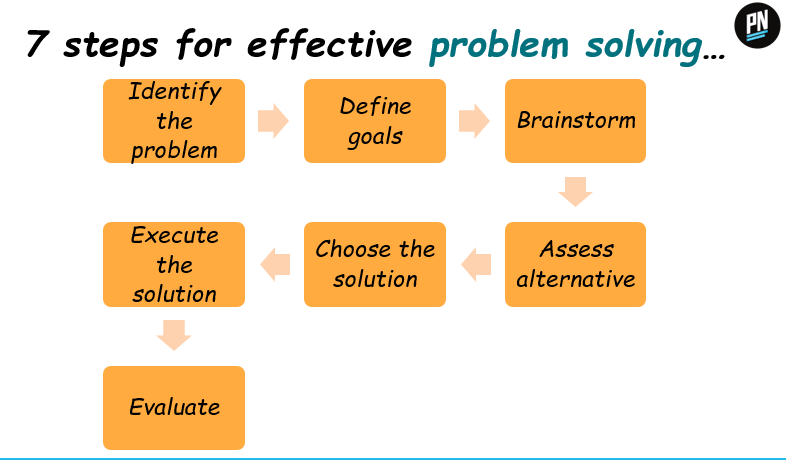 7 steps for effective problem solving...
PN
Identify
the
problem
Define
goals
Brainstorm
Assess
alternative
Choose the
solution
Execute
the
solution
Evaluate